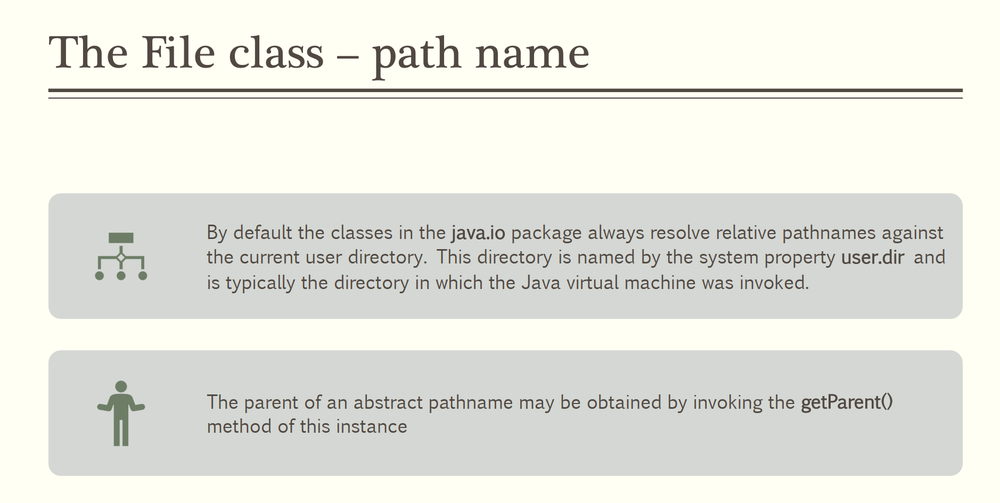 The File class – path name
By default the classes in the java.io package always resolve relative pathnames against
the current user directory. This directory is named by the system property user.dir and
is typically the directory in which the Java virtual machine was invoked.
The parent of an abstract pathname may be obtained by invoking the getParent()
method of this instance